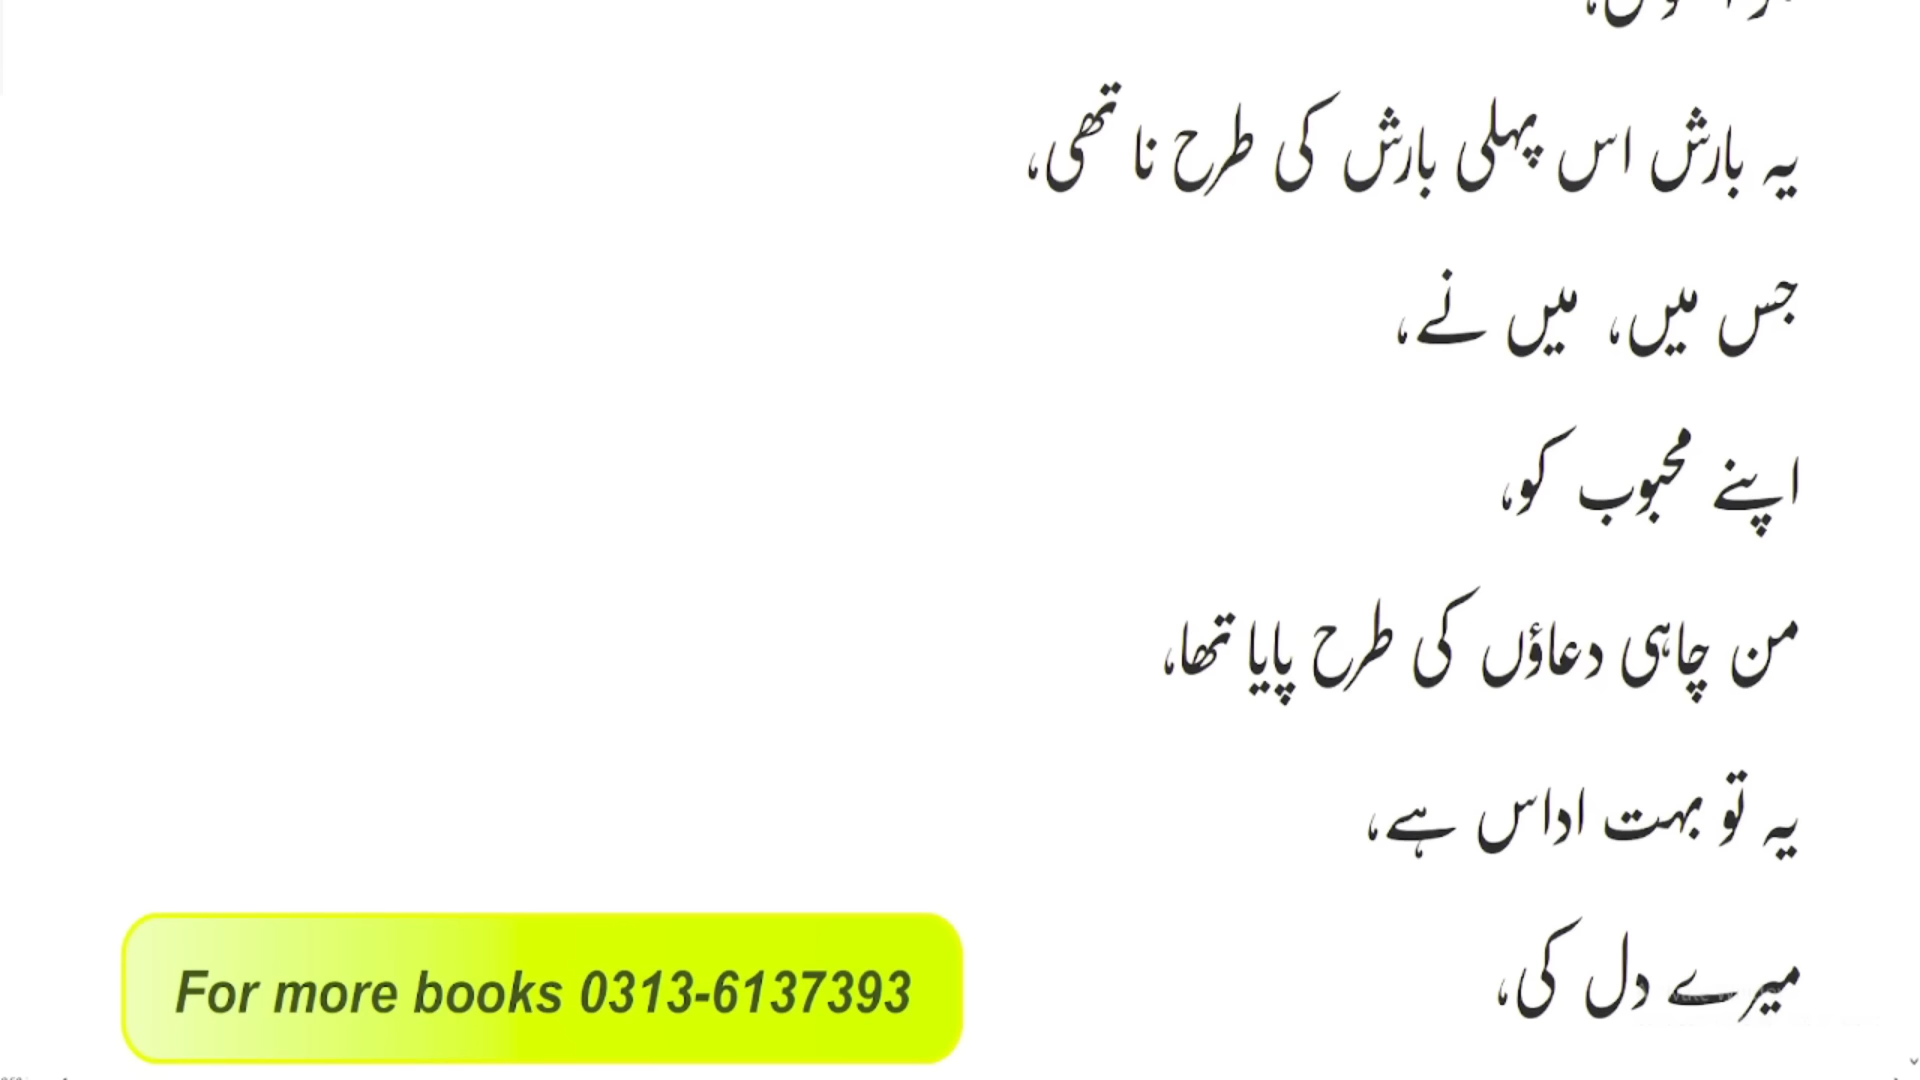 یہ بارش اس پہلی بارش کی طرح نا تھی،
جس میں، میں نے،
اپنے محبوب کو،
من چاہی دعاؤں کی طرح پایا تھا،
یہ تو بہت اداس ہے،
میرے دل کی،
For more books 0313-6137393